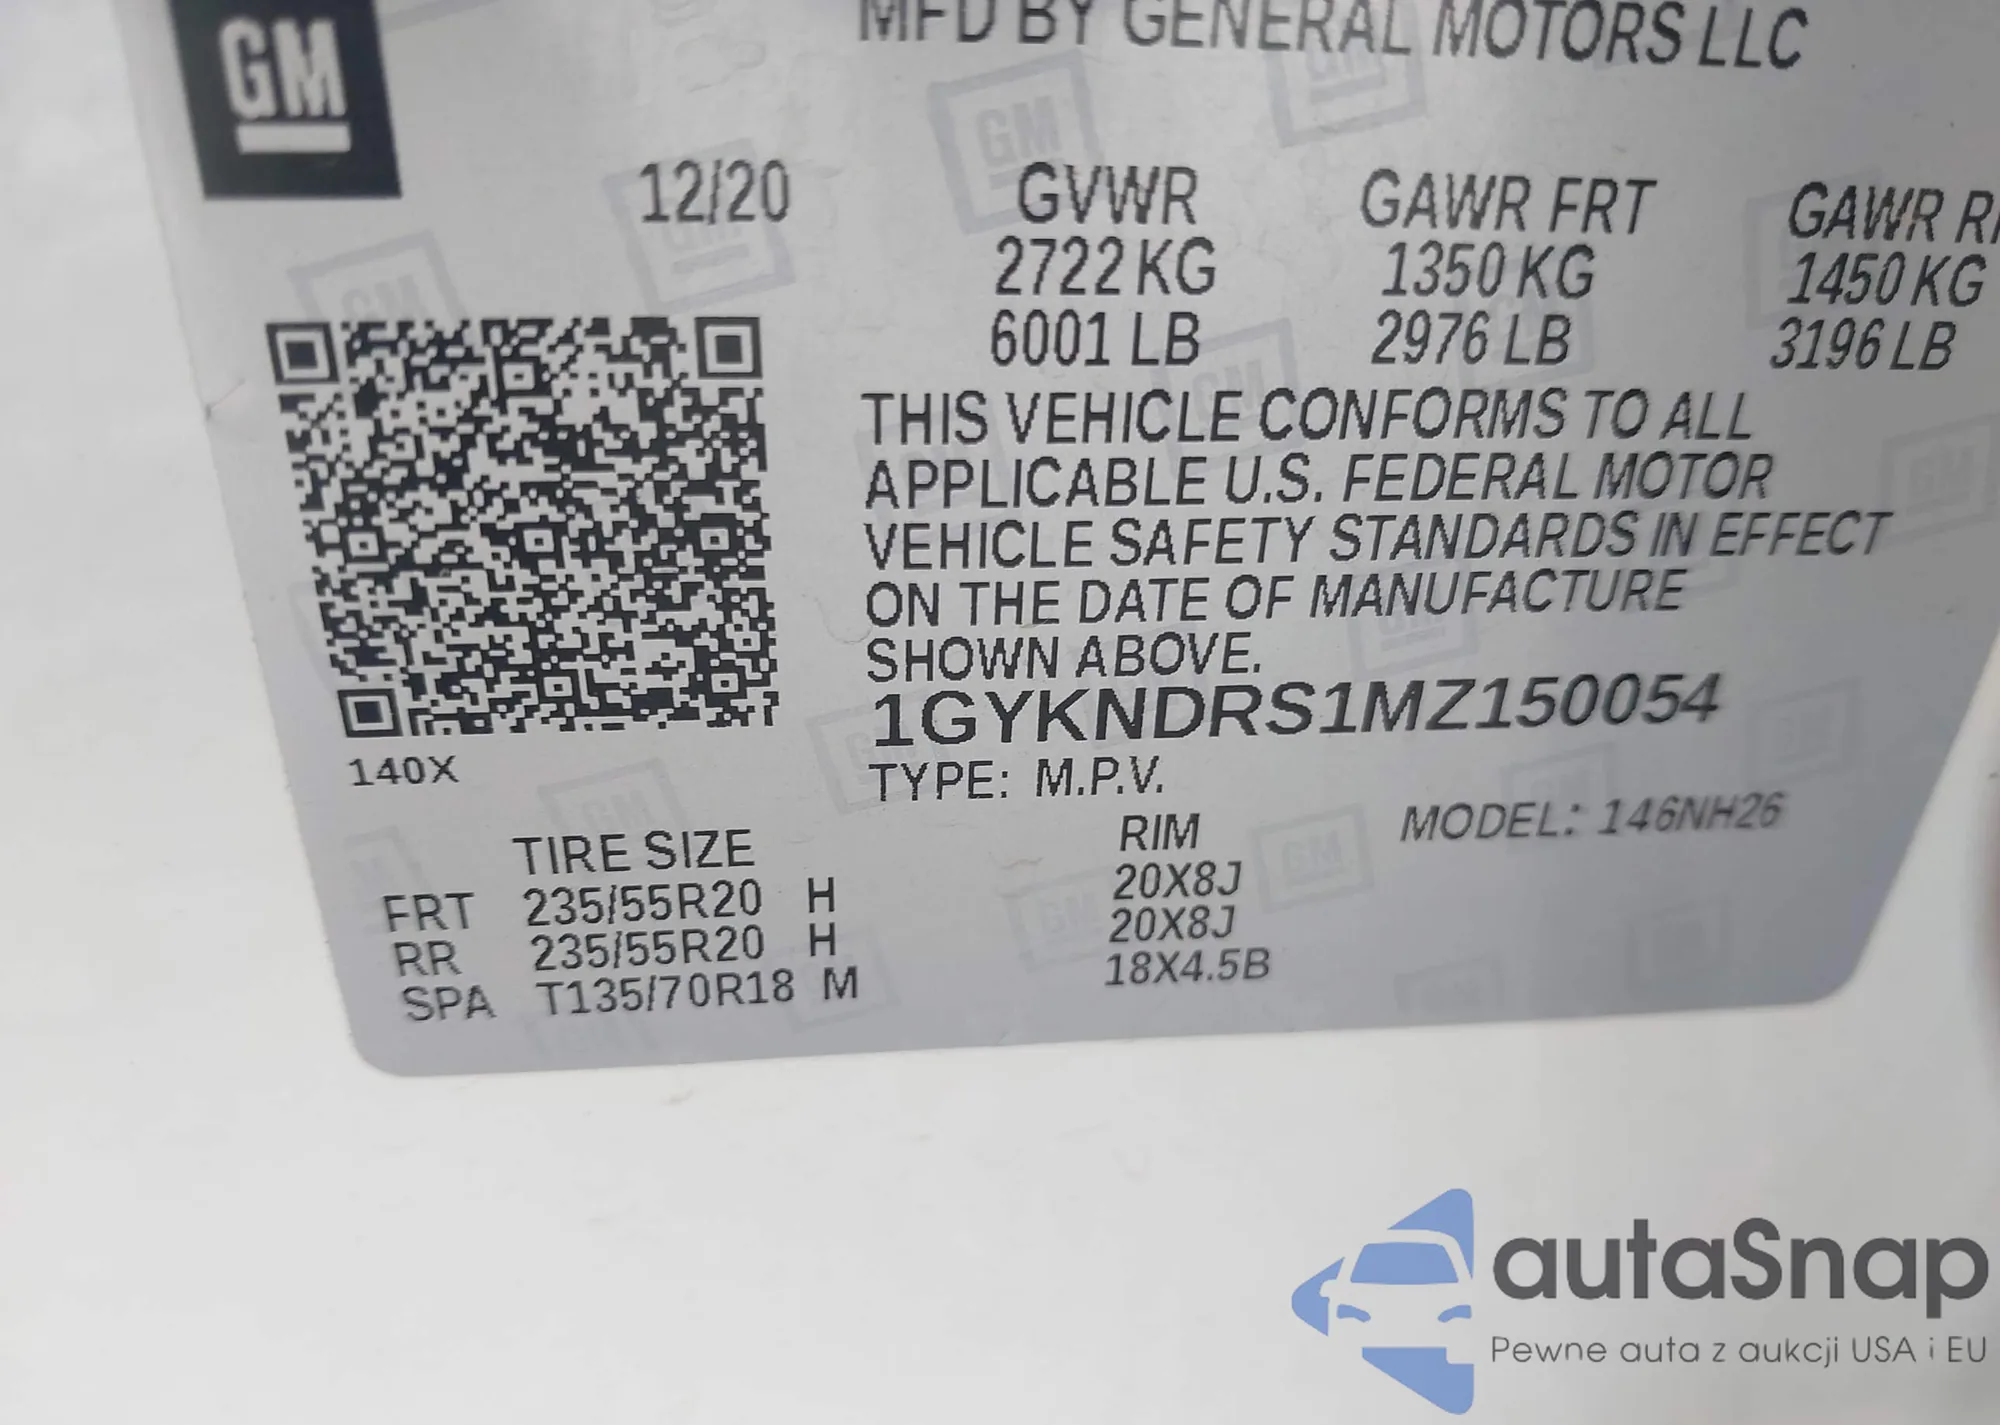 GM
MFD BY GENERAL MOTORS LLC
12/20 GVWR GAWR FRT GAWR
2722 KG 1350 KG 1450 KG
6001 LB 2976 LB 3196 LB
THIS VEHICLE CONFORMS TO ALL
APPLICABLE U.S. FEDERAL MOTOR
VEHICLE SAFETY STANDARDS IN EFFECT
ON THE DATE OF MANUFACTURE
SHOWN ABOVE.
1GYKNDRS1MZ150054
140X
TYPE: M.P.V.
MODEL: 146NH26
TIRE SIZE RIM
FRT 235/55R20 H 20X8J
RR 235/55R20 H 20X8J
SPA T135/70R18 M 18X4.5B
autaSnap
Pewne auta z aukcji USA i EU